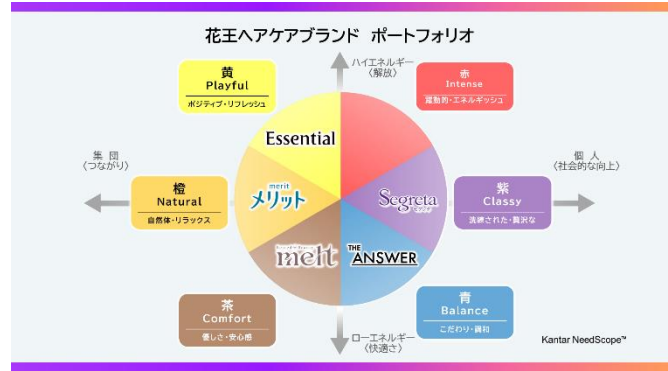 花王ヘアケアブランド ポートフォリオ
ハイエネルギー
〈解放〉
黄
Playful
ポジティブ・リフレッシュ
赤
Intense
躍動的・エネルギッシュ
Essential
集団
〈つながり〉
個人
〈社会的な向上〉
橙
Natural
自然体・リラックス
merit
メリット
Segreta
紫
Classy
洗練された・贅沢な
melt
THE
ANSWER
茶
Comfort
優しさ・安心感
青
Balance
こだわり・調和
ローエネルギー
〈快適さ〉
Kantar NeedScope™